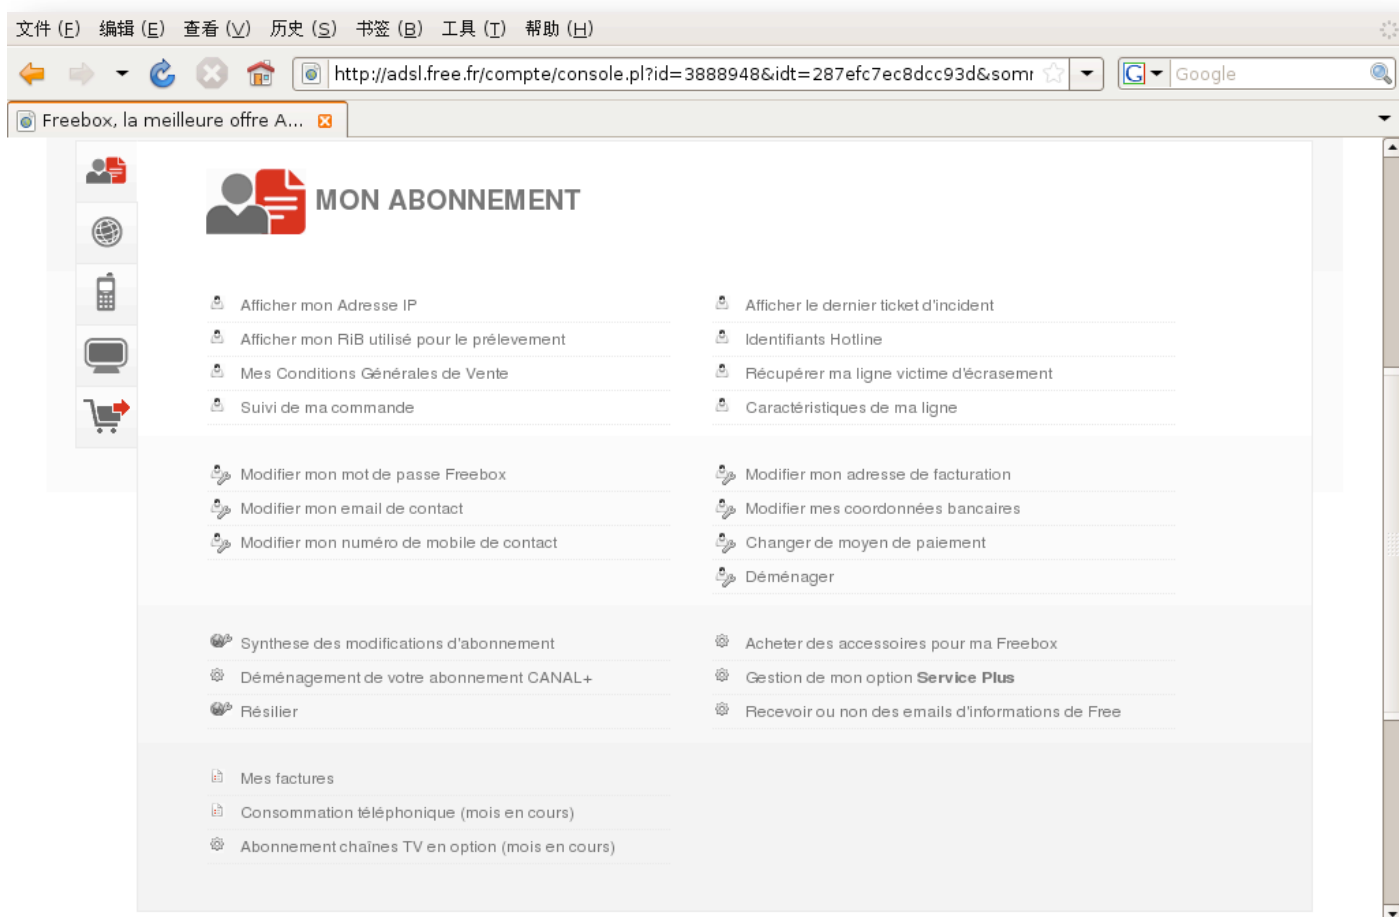 文件 (F) 编辑 (E) 查看 (V) 历史 (S) 书签 (B) 工具 (T) 帮助 (H)
http://adsl.free.fr/compte/console.pl?id=3888948&idt=287efc7ec8dcc93d&somr
G Google
Freebox, la meilleure offre A...
MON ABONNEMENT
Afficher mon Adresse IP
Afficher le dernier ticket d'incident
Afficher mon RiB utilisé pour le prélevement
Identifiants Hotline
Mes Conditions Générales de Vente
Récupérer ma ligne victime d'écrasement
Suivi de ma commande
Caractéristiques de ma ligne
Modifier mon mot de passe Freebox
Modifier mon adresse de facturation
Modifier mon email de contact
Modifier mes coordonnées bancaires
Modifier mon numéro de mobile de contact
Changer de moyen de paiement
Déménager
Synthese des modifications d'abonnement
Acheter des accessoires pour ma Freebox
Déménagement de votre abonnement CANAL+
Gestion de mon option Service Plus
Résilier
Recevoir ou non des emails d'informations de Free
Mes factures
Consommation téléphonique (mois en cours)
Abonnement chaînes TV en option (mois en cours)